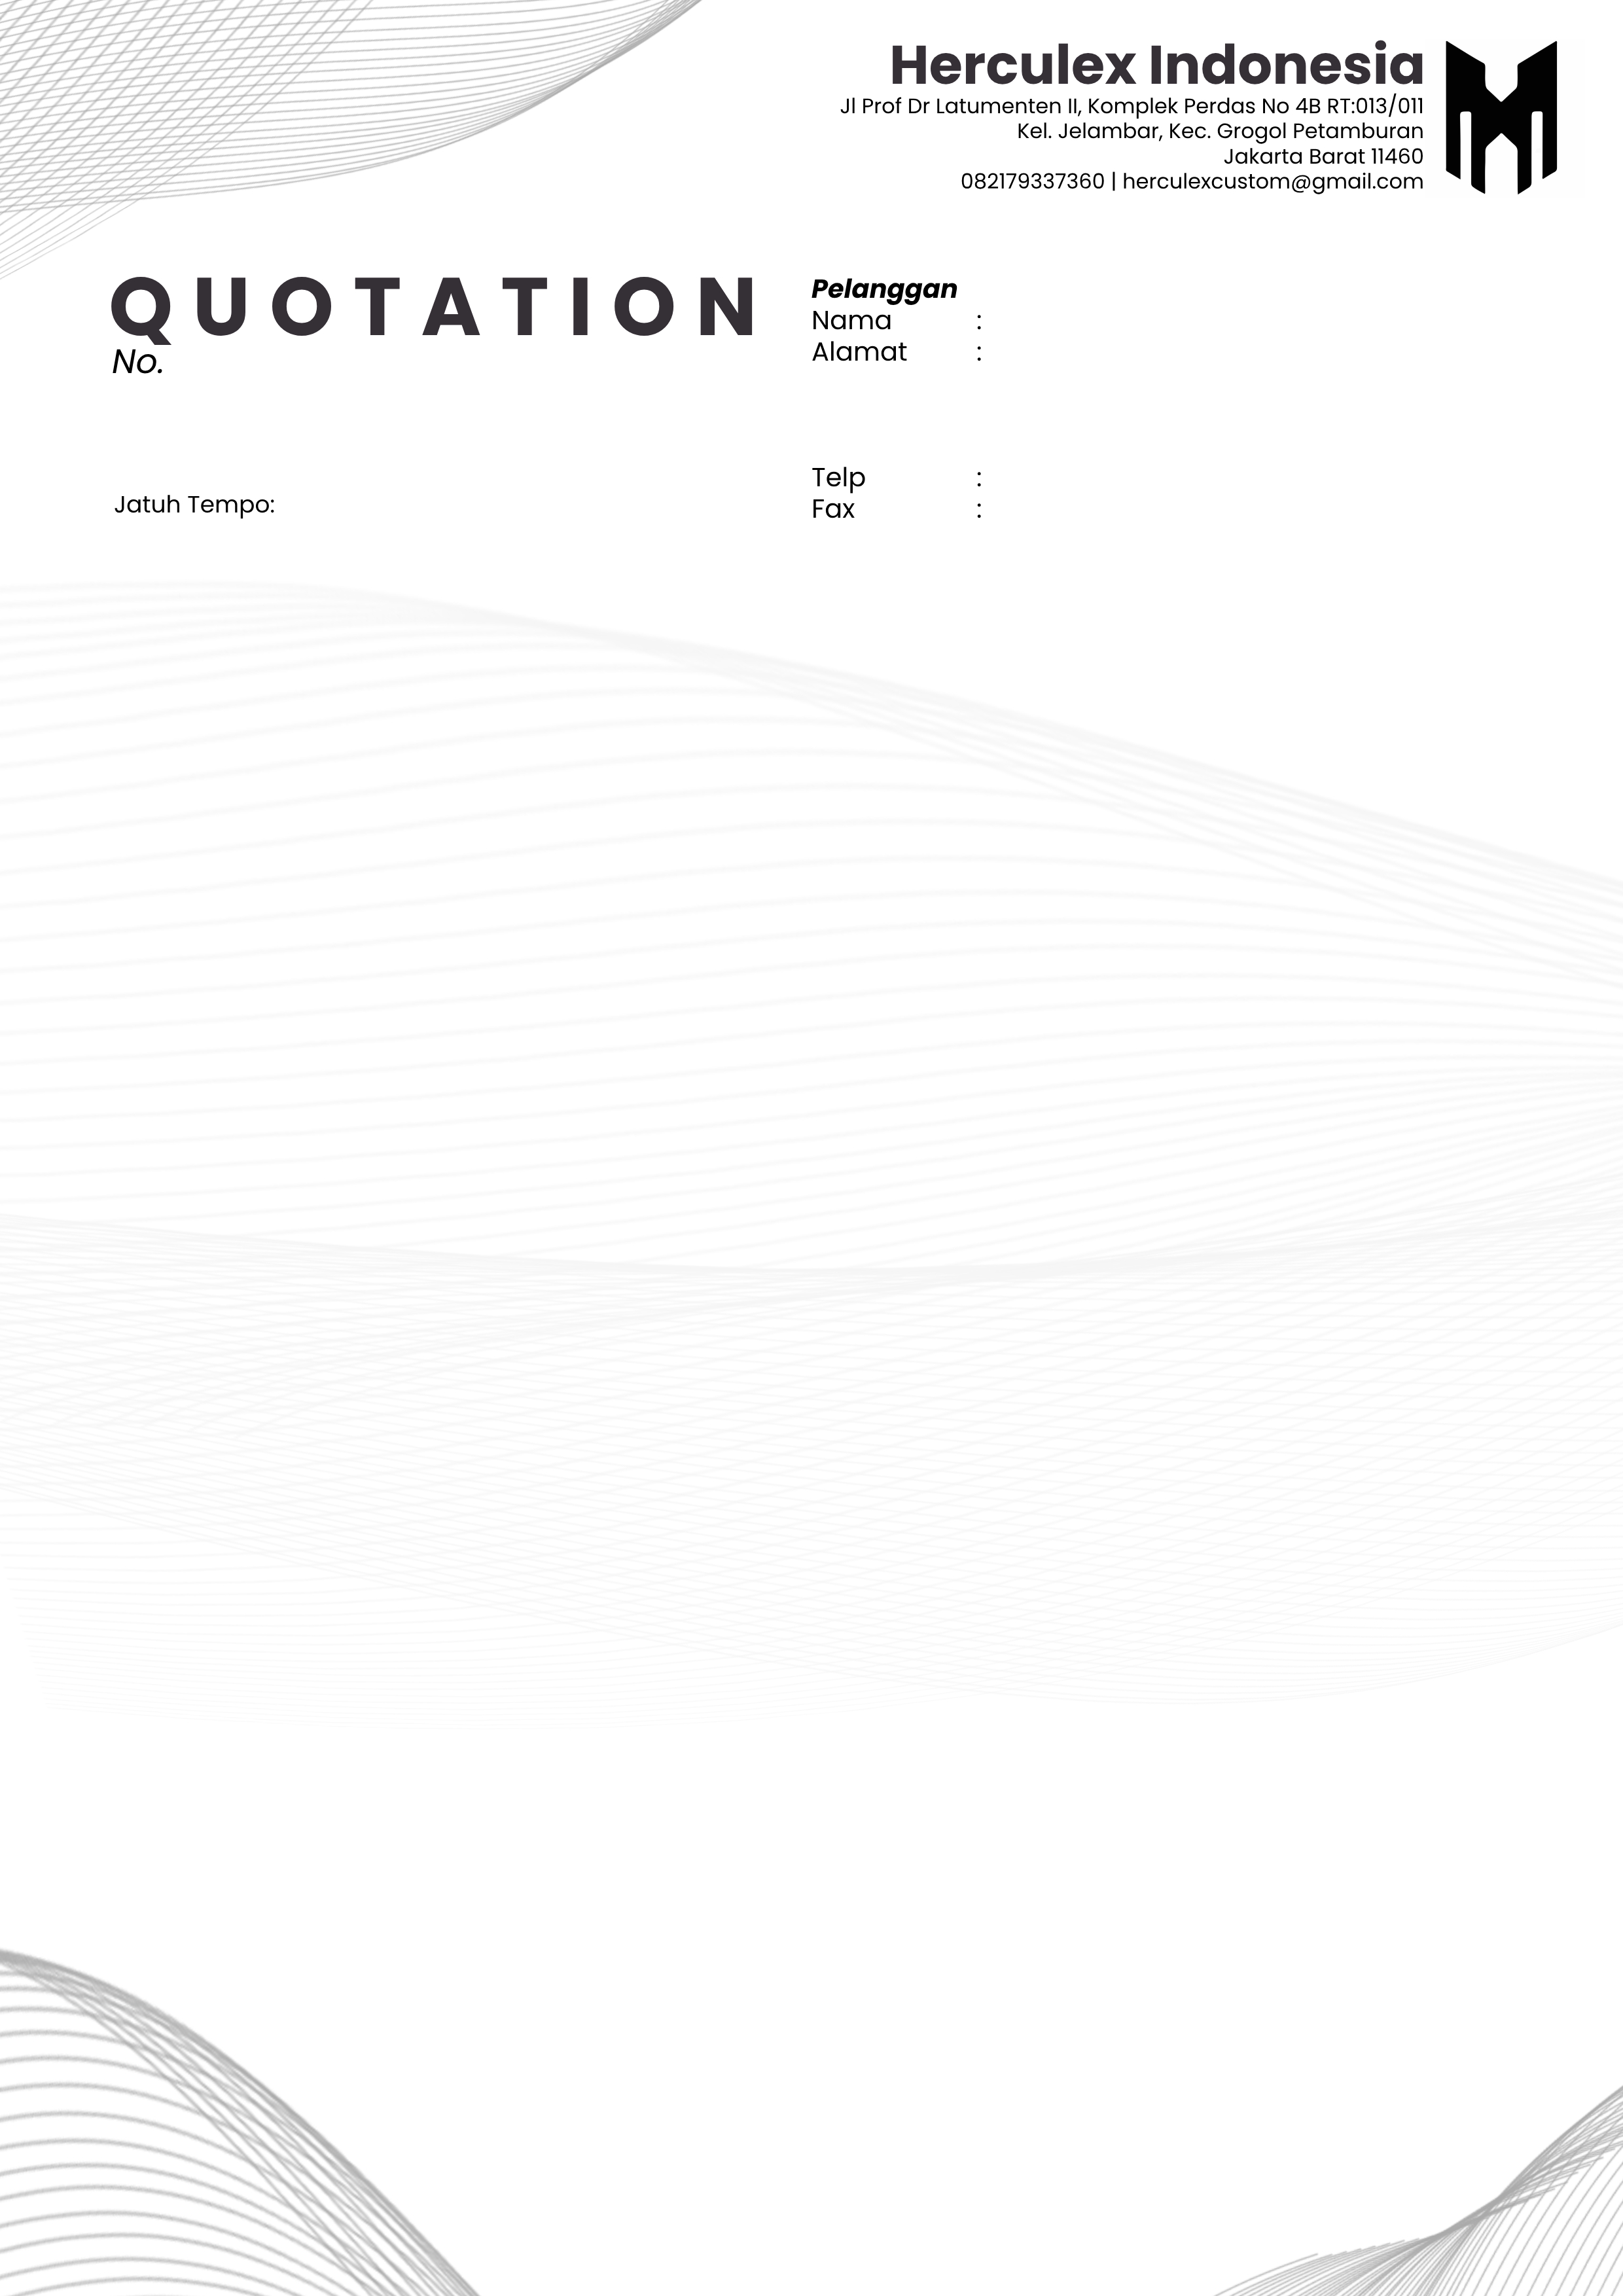 Herculex Indonesia
Jl Prof Dr Latumenten II, Komplek Perdas No 4B RT:013/011
Kel. Jelambar, Kec. Grogol Petamburan
Jakarta Barat 11460
082179337360 | herculexcustom@gmail.com
QUOTATION
No.
Jatuh Tempo:
Pelanggan
Nama :
Alamat :
Telp :
Fax :